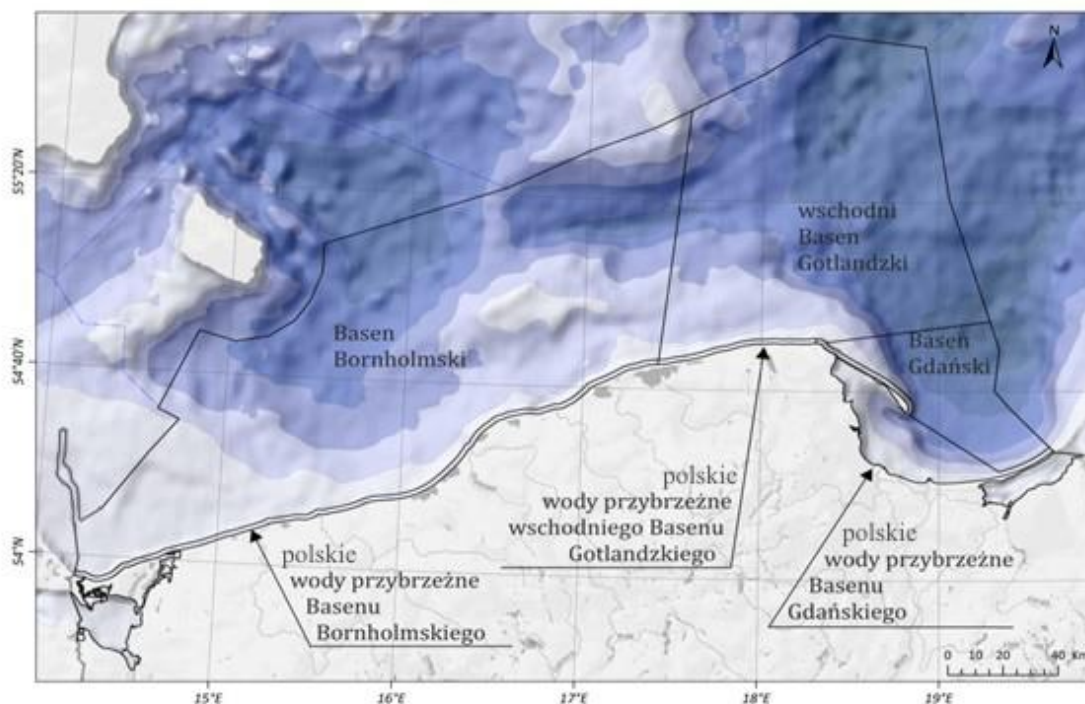 N
55°20'N
54°40'N
54°N
wschodni
Basen
Gotlandzki
Basen
Bornholmski
Basen
Gdański
polskie
wody przybrzeżne
Basenu
Bornholmskiego
polskie
wody przybrzeżne
wschodniego Basenu
Gotlandzkiego
polskie
wody przybrzeżne
Basenu
Gdańskiego
0 10 20 40 Km
15°E
16°E
17°E
18°E
19°E